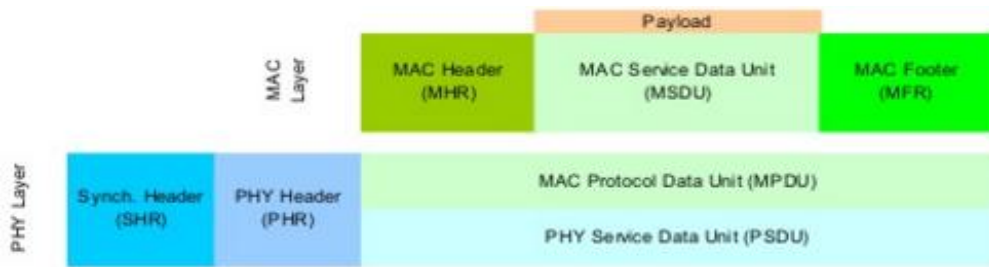 Payload
MAC
Layer
MAC Header
(MHR)
MAC Service Data Unit
(MSDU)
MAC Footer
(MFR)
PHY Layer
Synch. Header
(SHR)
PHY Header
(PHR)
MAC Protocol Data Unit (MPDU)
PHY Service Data Unit (PSDU)